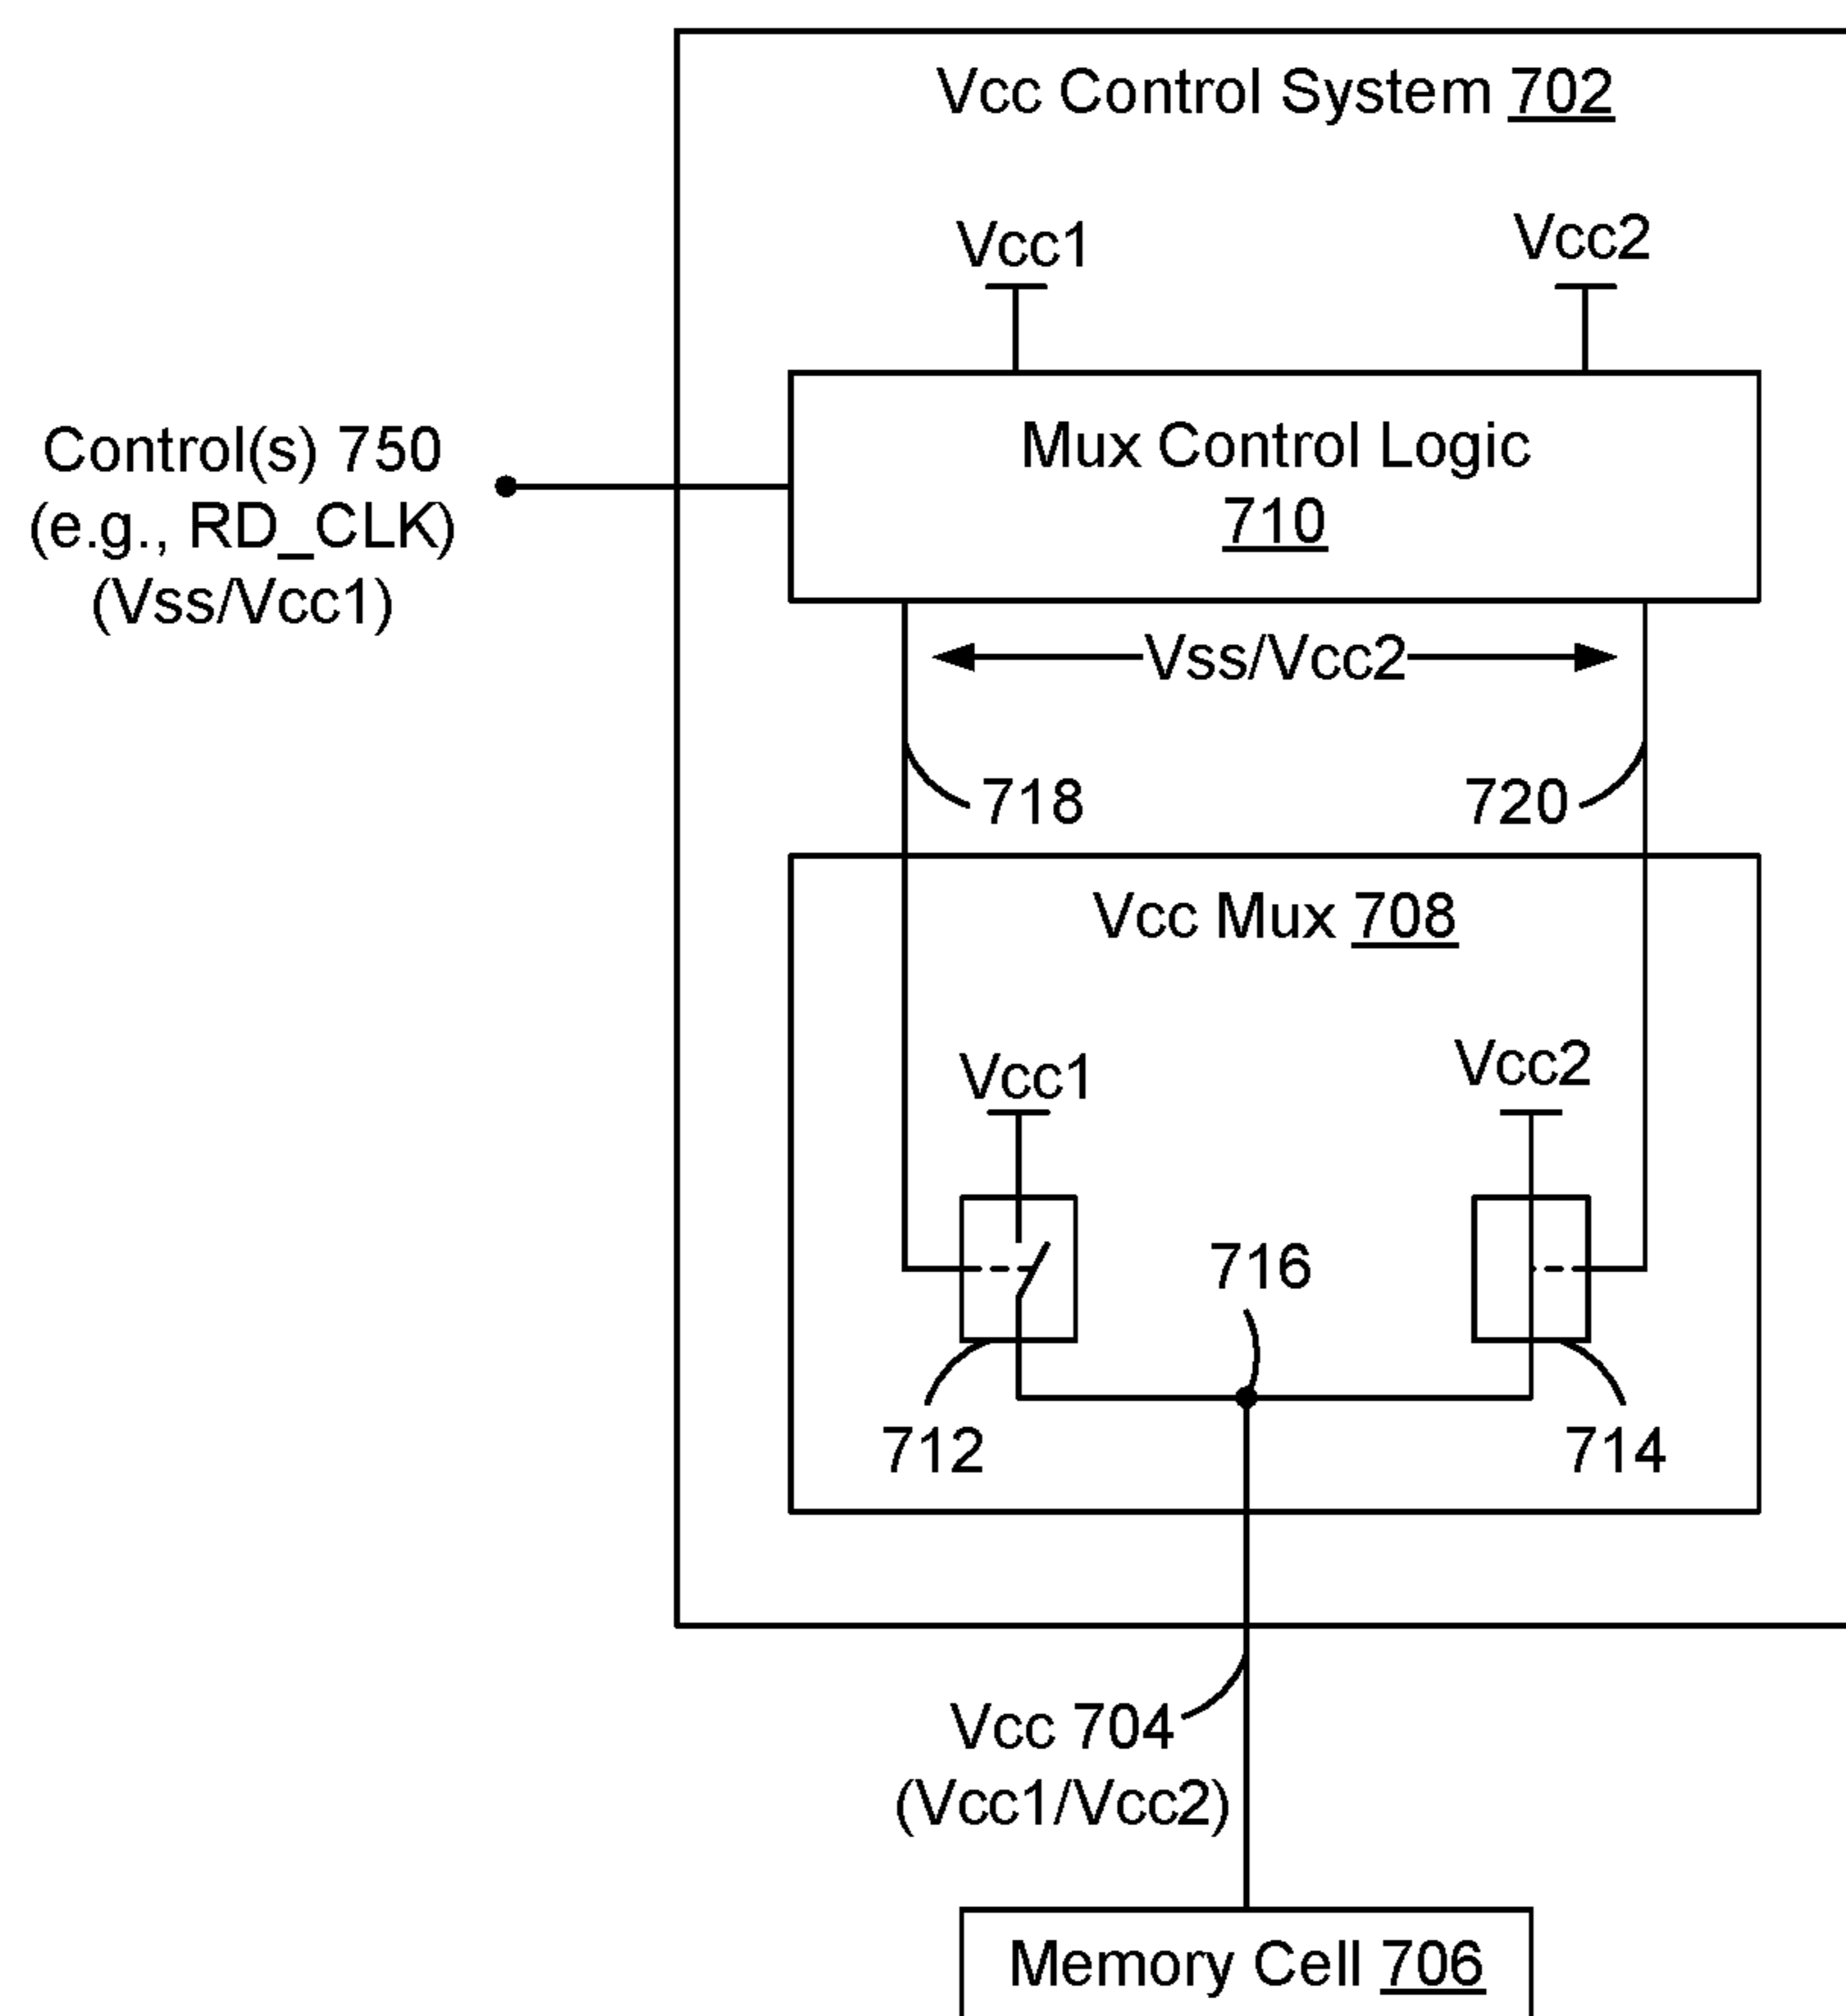 Vcc Control System 702
Vcc1
Vcc2
Control(s) 750
(e.g., RD_CLK)
(Vss/Vcc1)
Mux Control Logic
710
Vss/Vcc2
718
720
Vcc Mux 708
Vcc1
Vcc2
716
712
714
Vcc 704
(Vcc1/Vcc2)
Memory Cell 706